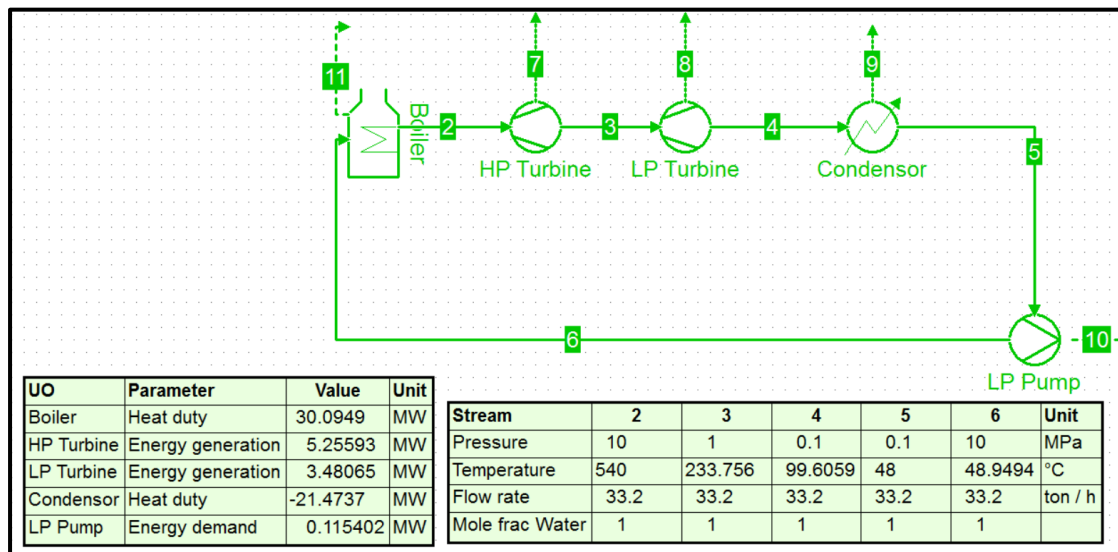 11
7
8
9
Boiler
2
3
4
5
HP Turbine
LP Turbine
Condensor
6
10
LP Pump
UO Parameter Value Unit
Boiler Heat duty 30.0949 MW
HP Turbine Energy generation 5.25593 MW
LP Turbine Energy generation 3.48065 MW
Condensor Heat duty -21.4737 MW
LP Pump Energy demand 0.115402 MW
Stream 2 3 4 5 6 Unit
Pressure 10 1 0.1 0.1 10 MPa
Temperature 540 233.756 99.6059 48 48.9494 °C
Flow rate 33.2 33.2 33.2 33.2 33.2 ton / h
Mole frac Water 1 1 1 1 1